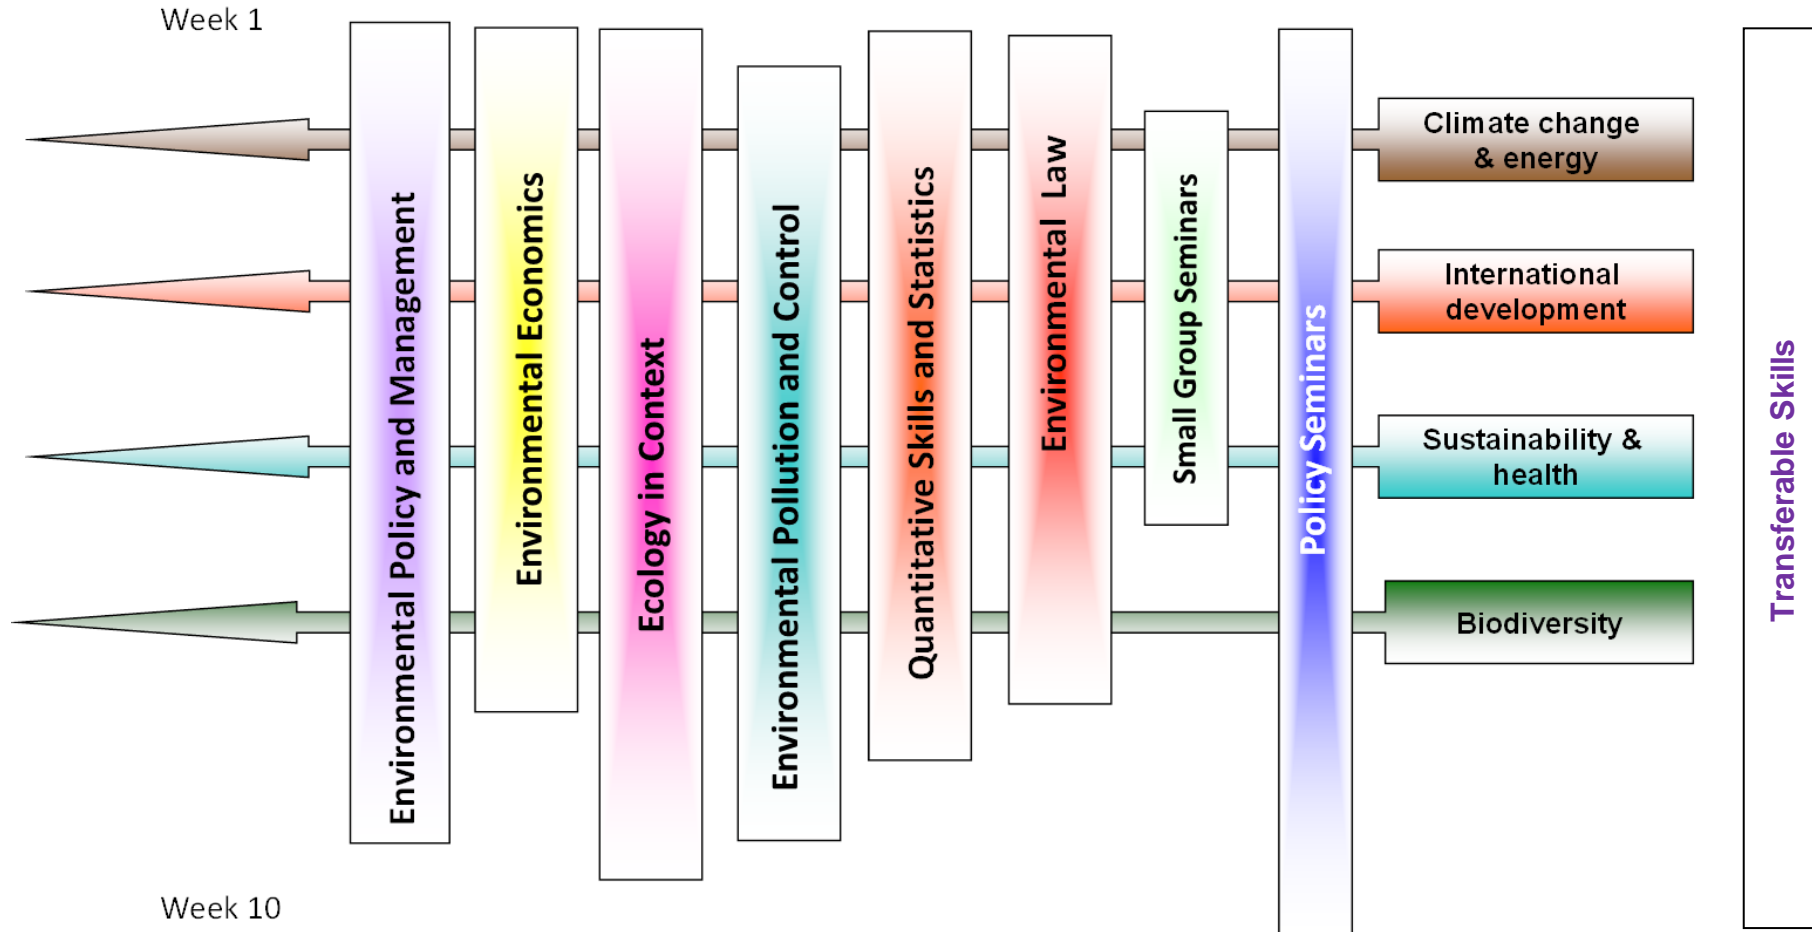 Week 1
Environmental Policy and Management
Environmental Economics
Ecology in Context
Environmental Pollution and Control
Quantitative Skills and Statistics
Environmental Law
Small Group Seminars
Policy Seminars
Climate change
& energy
International
development
Sustainability &
health
Biodiversity
Transferable Skills
Week 10